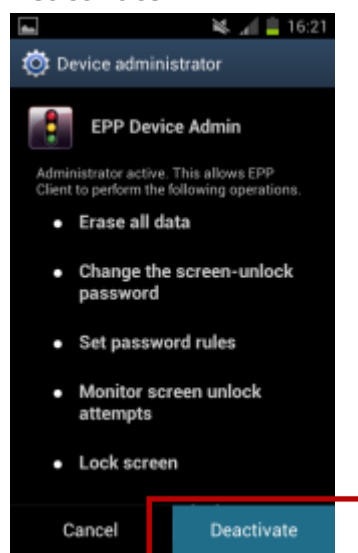 16:21
Device administrator
EPP Device Admin
Administrator active. This allows EPP
Client to perform the following operations.
• Erase all data
• Change the screen-unlock
password
• Set password rules
• Monitor screen unlock
attempts
• Lock screen
Cancel Deactivate